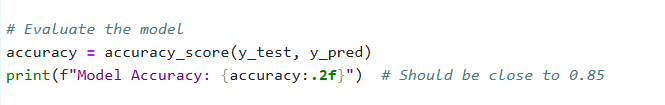 # Evaluate the model
accuracy = accuracy_score(y_test, y_pred)
print(f"Model Accuracy: {accuracy:.2f}")  # Should be close to 0.85